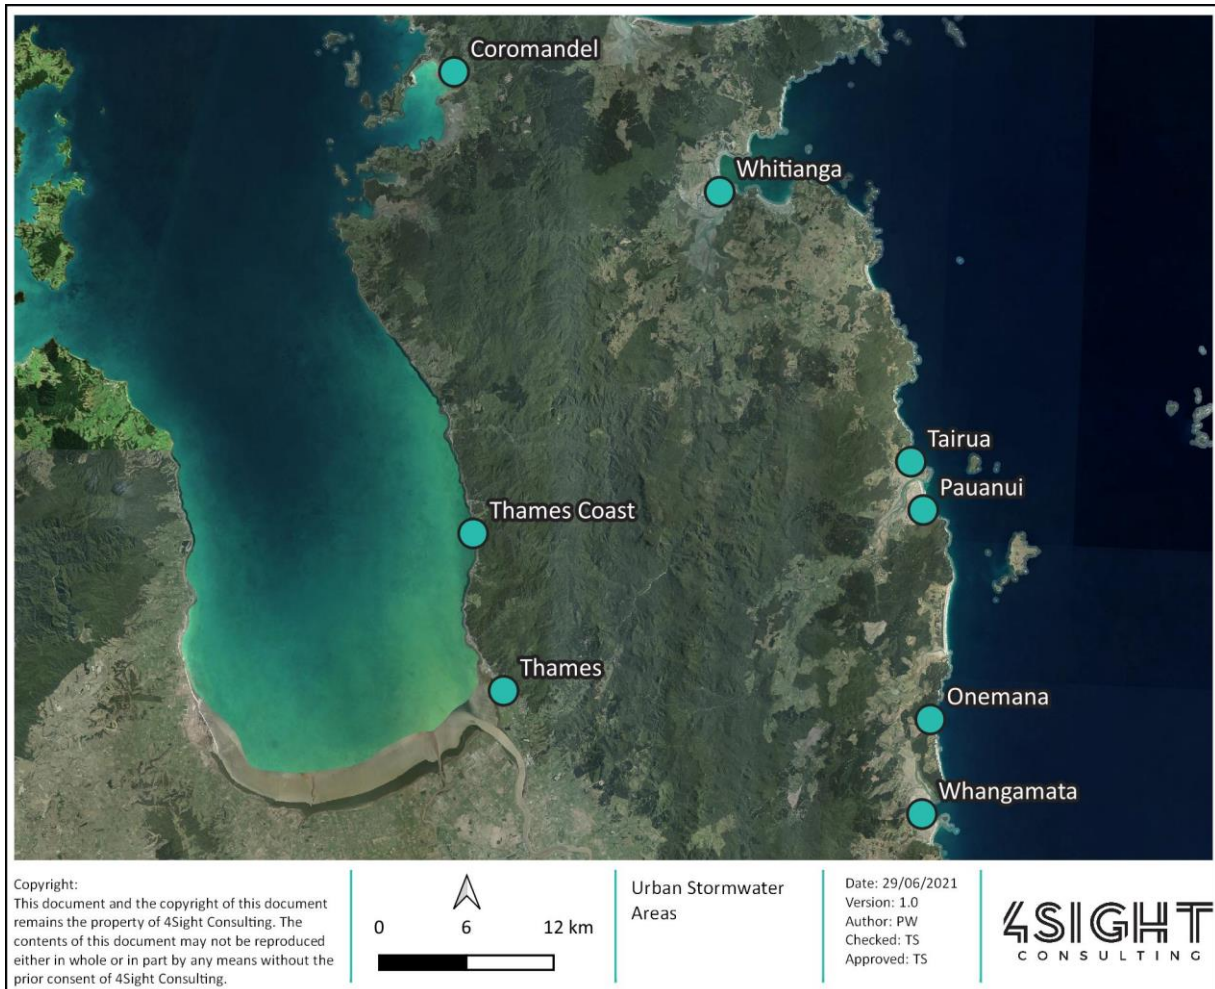 Coromandel
Whitianga
Tairua
Pauanui
Thames Coast
Thames
Onemana
Whangamata
Copyright:
This document and the copyright of this document
remains the property of 4Sight Consulting. The
contents of this document may not be reproduced
either in whole or in part by any means without the
prior consent of 4Sight Consulting.
0 6 12 km
Urban Stormwater
Areas
Date: 29/06/2021
Version: 1.0
Author: PW
Checked: TS
Approved: TS
4SIGHT
CONSULTING